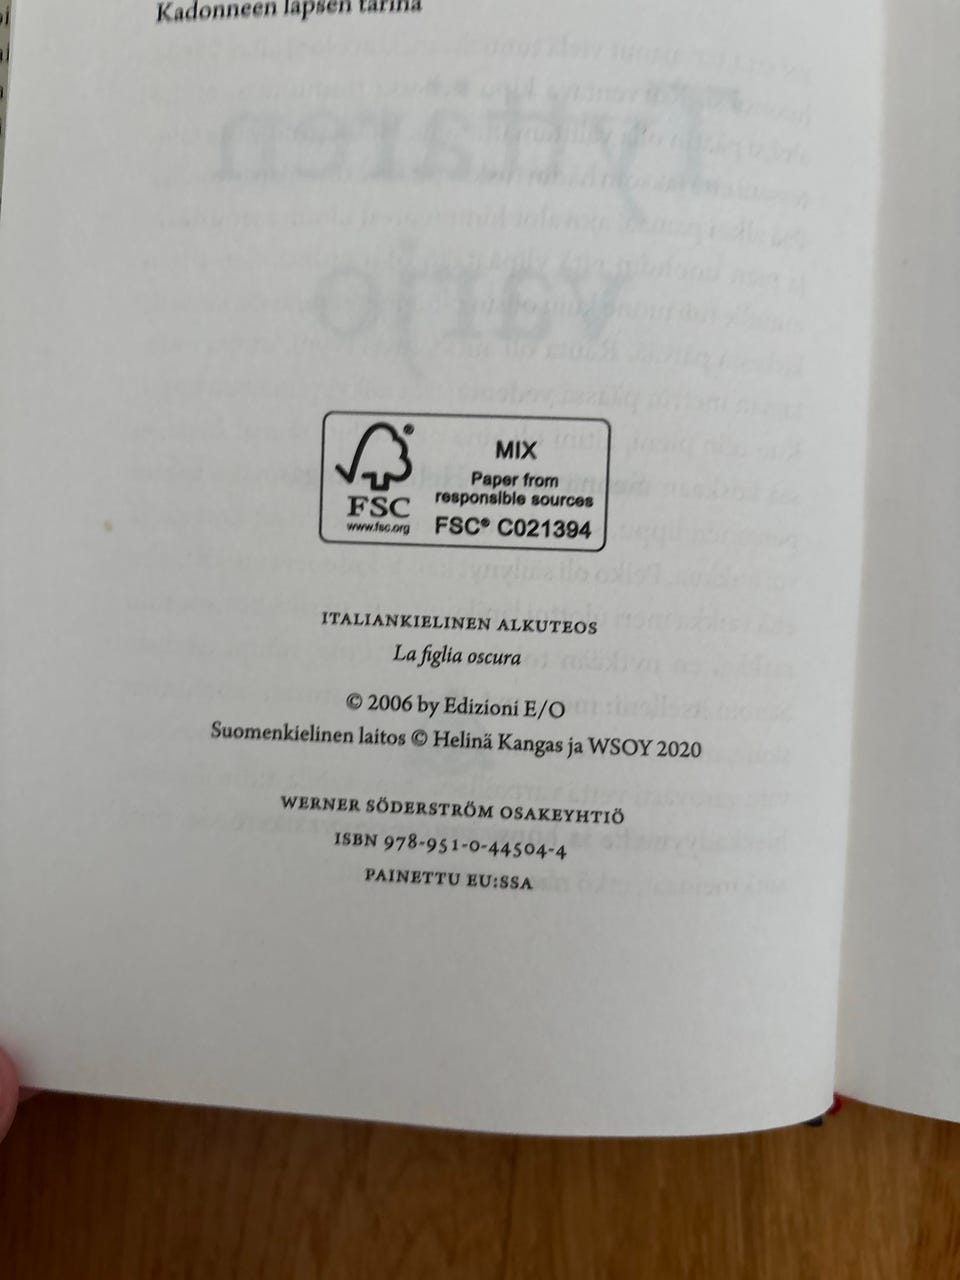 Kadonneen lapsen tarina
Tyttären
varjo
MIX
Paper from
responsible sources
FSC® C021394
FSC
www.fsc.org
ITALIANKIELINEN ALKUTEOS
La figlia oscura
© 2006 by Edizioni E/O
Suomenkielinen laitos © Helinä Kangas ja WSOY 2020
WERNER SÖDERSTRÖM OSAKEYHTIÖ
ISBN 978-951-0-44504-4
PAINETTU EU:SSA